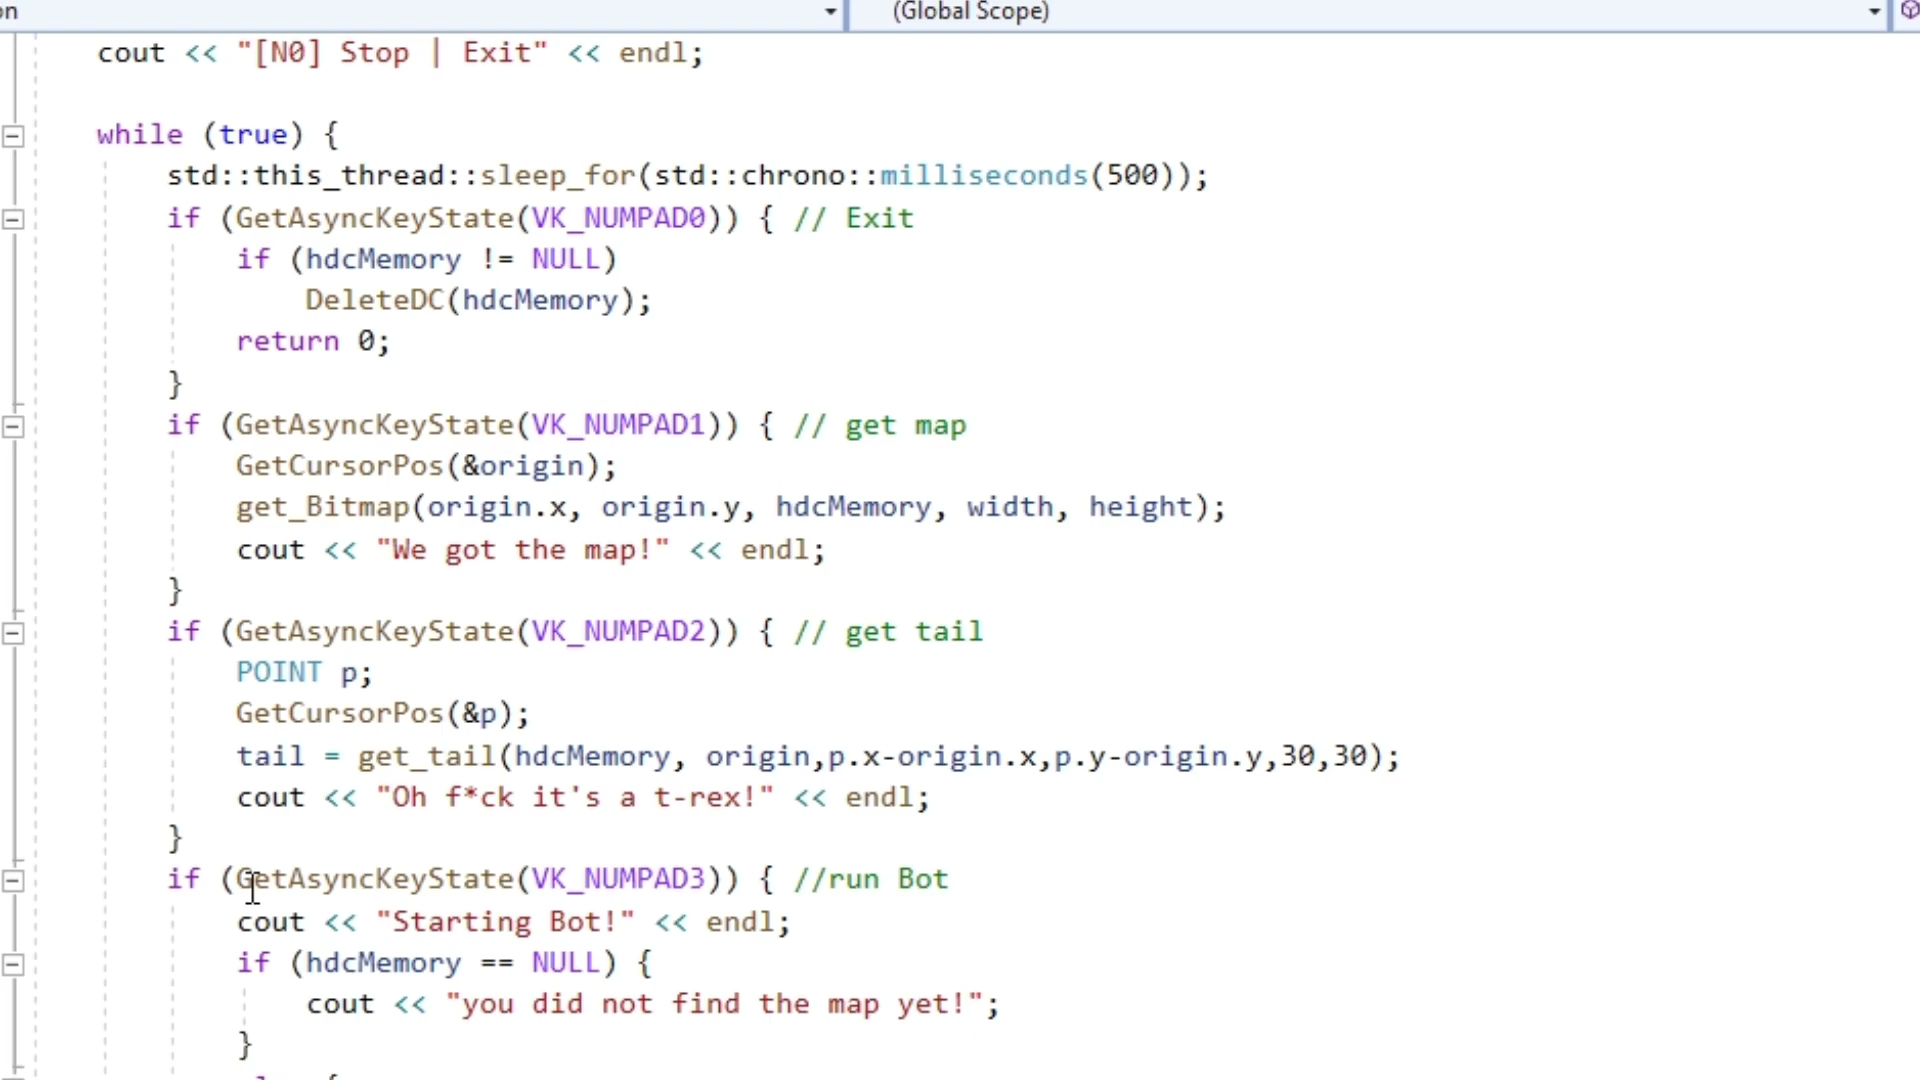 on (Global Scope)
cout << "[N0] Stop | Exit" << endl;
while (true) {
std::this_thread::sleep_for(std::chrono::milliseconds(500));
if (GetAsyncKeyState(VK_NUMPAD0)) { // Exit
if (hdcMemory != NULL)
DeleteDC(hdcMemory);
return 0;
}
if (GetAsyncKeyState(VK_NUMPAD1)) { // get map
GetCursorPos(&origin);
get_Bitmap(origin.x, origin.y, hdcMemory, width, height);
cout << "We got the map!" << endl;
}
if (GetAsyncKeyState(VK_NUMPAD2)) { // get tail
POINT p;
GetCursorPos(&p);
tail = get_tail(hdcMemory, origin,p.x-origin.x,p.y-origin.y,30,30);
cout << "Oh f*ck it's a t-rex!" << endl;
}
if (GetAsyncKeyState(VK_NUMPAD3)) { //run Bot
cout << "Starting Bot!" << endl;
if (hdcMemory == NULL) {
cout << "you did not find the map yet!";
}